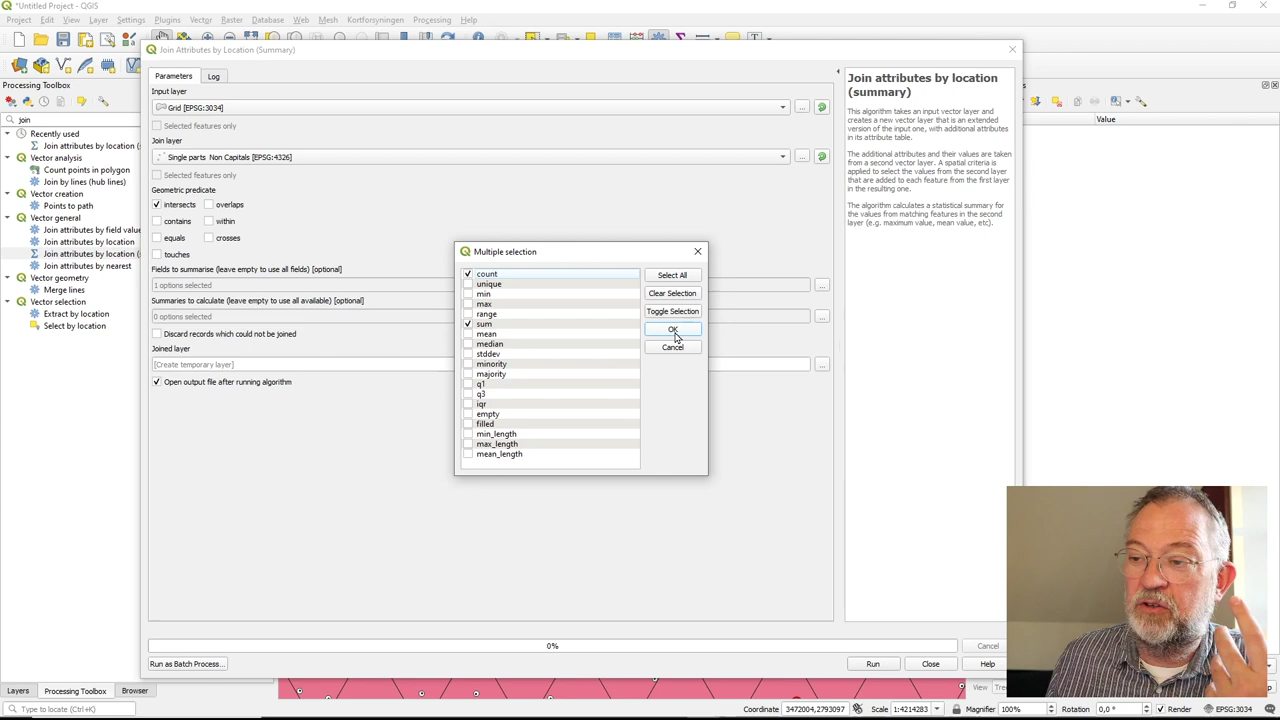 *Untitled Project - QGIS
Project Edit View Layer Settings Plugins Vector Raster Database Web Mesh Kortforsyningen Processing Help
Join Attributes by Location (Summary)
Processing Toolbox
join
Recently used
Join attributes by location (
Vector analysis
Count points in polygon
Join by lines (hub lines)
Vector creation
Points to path
Vector general
Join attributes by field value
Join attributes by location
Join attributes by location (
Join attributes by nearest
Vector geometry
Merge lines
Vector selection
Extract by location
Select by location
Parameters Log
Input layer
Grid [EPSG:3034]
...
Selected features only
Join layer
Single parts Non Capitals [EPSG:4326]
...
Selected features only
Geometric predicate
intersects overlaps
contains within
equals crosses
touches
Fields to summarise (leave empty to use all fields) [optional]
1 options selected
...
Summaries to calculate (leave empty to use all available) [optional]
0 options selected
...
Discard records which could not be joined
Joined layer
[Create temporary layer]
...
Open output file after running algorithm
Multiple selection
count
unique
min
max
range
sum
mean
median
stddev
minority
majority
q1
q3
iqr
empty
filled
min_length
max_length
mean_length
Select All
Clear Selection
Toggle Selection
OK
Cancel
Join attributes by location
(summary)
This algorithm takes an input vector layer and
creates a new vector layer that is an extended
version of the input one, with additional attributes
in its attribute table.
The additional attributes and their values are taken
from a second vector layer. A spatial criteria is
applied to select the values from the second layer
that are added to each feature from the first layer
in the resulting one.
The algorithm calculates a statistical summary for
the values from matching features in the second
layer (e.g. maximum value, mean value, etc).
Value
0%
Cancel
Run as Batch Process...
Run Close Help
Layers Processing Toolbox Browser
View
Type to locate (Ctrl+K)
Coordinate 3472004,2793097 Scale 1:4214283 Magnifier 100% Rotation 0,0 ° Render EPSG:3034